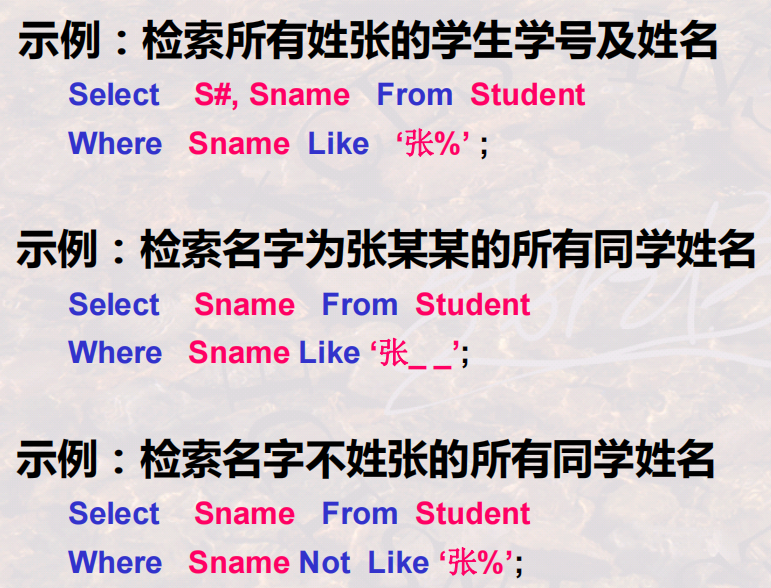 示例：检索所有姓张的学生学号及姓名
Select S#, Sname From Student
Where Sname Like ‘张%’ ;
示例：检索名字为张某某的所有同学姓名
Select Sname From Student
Where Sname Like ‘张_ _’;
示例：检索名字不姓张的所有同学姓名
Select Sname From Student
Where Sname Not Like ‘张%’;